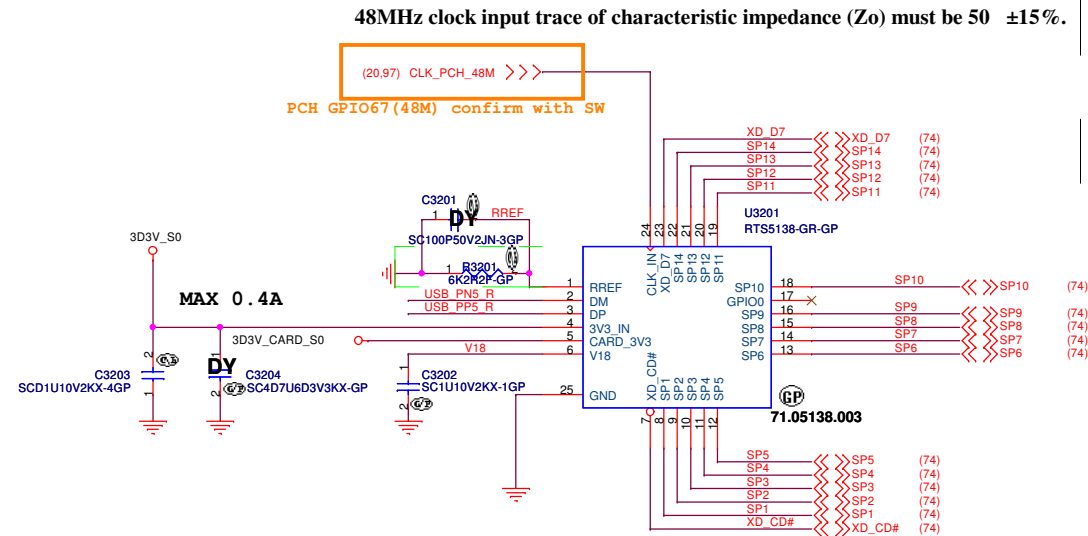 48MHz clock input trace of characteristic impedance (Zo) must be 50 ±15%.
(20,97) CLK_PCH_48M
PCH GPIO67(48M) confirm with SW
XD_D7 XD_D7 (74)
SP14 SP14 (74)
SP13 SP13 (74)
SP12 SP12 (74)
SP11 SP11 (74)
C3201
1 DY RREF
SC100P50V2JN-3GP
U3201
RTS5138-GR-GP
24 23 22 21 20 19
CLK_IN XD_D7 SP14 SP13 SP12 SP11
3D3V_S0
R3201
1
6K2R2F-GP
MAX 0.4A
USB_PN5_R
USB_PP5_R
3D3V_CARD_S0
V18
1 RREF
2 DM
3 DP
4 3V3_IN
5 CARD_3V3
6 V18
25 GND
SP10 18 SP10 SP10 (74)
GPIO0 17
SP9 16 SP9 SP9 (74)
SP8 15 SP8 SP8 (74)
SP7 14 SP7 SP7 (74)
SP6 13 SP6 SP6 (74)
2
C3203
SCD1U10V2KX-4GP
1
1
DY
C3204
SC4D7U6D3V3KX-GP
2
1
C3202
SC1U10V2KX-1GP
2
XD_CD# SP1 SP2 SP3 SP4 SP5
7 8 9 10 11 12
GP
71.05138.003
SP5 SP5 (74)
SP4 SP4 (74)
SP3 SP3 (74)
SP2 SP2 (74)
SP1 SP1 (74)
XD_CD# XD_CD# (74)